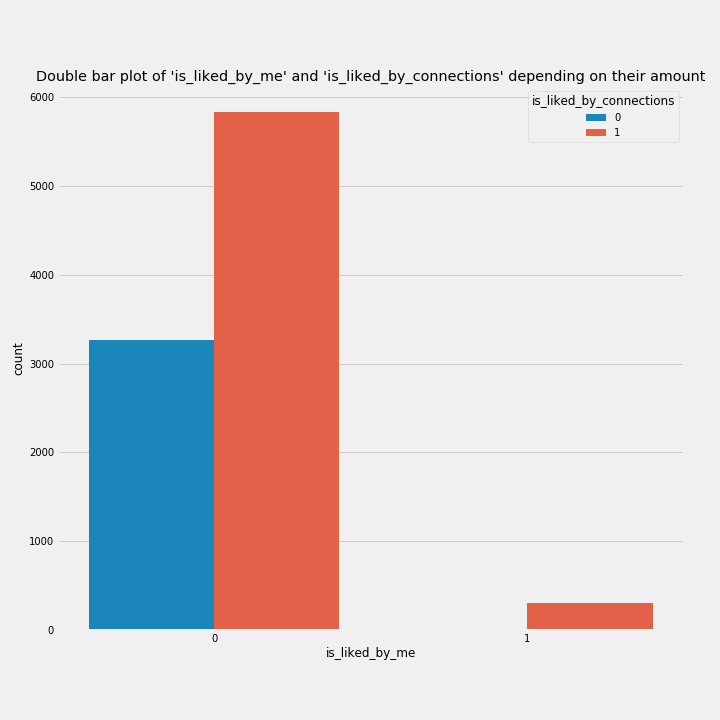 Double bar plot of 'is_liked_by_me' and 'is_liked_by_connections' depending on their amount
6000
is_liked_by_connections
0
1
5000
4000
3000
2000
1000
0
count
0
1
is_liked_by_me